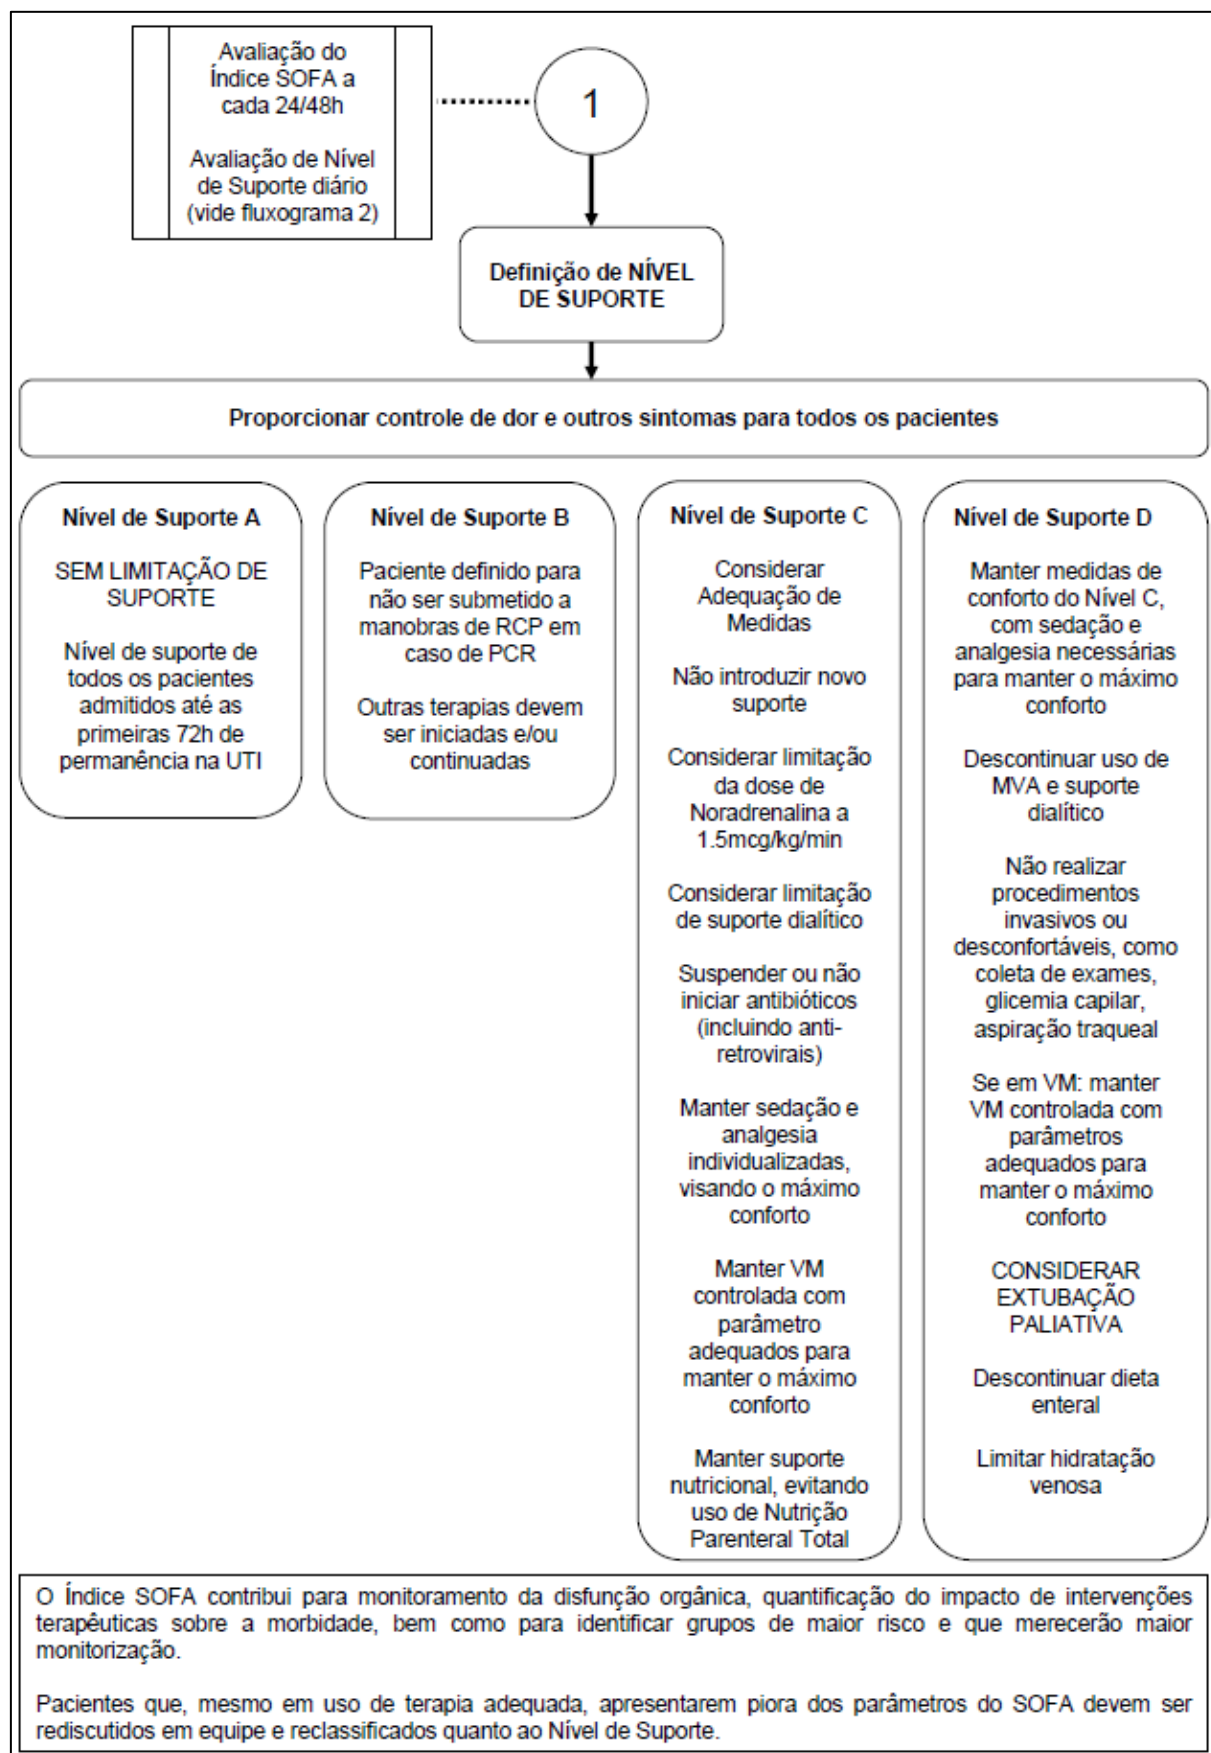 Avaliação do
Índice SOFA a
cada 24/48h
Avaliação de Nível
de Suporte diário
(vide fluxograma 2)
1
Definição de NÍVEL
DE SUPORTE
Proporcionar controle de dor e outros sintomas para todos os pacientes
Nível de Suporte A
SEM LIMITAÇÃO DE
SUPORTE
Nível de suporte de
todos os pacientes
admitidos até as
primeiras 72h de
permanência na UTI
Nível de Suporte B
Paciente definido para
não ser submetido a
manobras de RCP em
caso de PCR
Outras terapias devem
ser iniciadas e/ou
continuadas
Nível de Suporte C
Considerar
Adequação de
Medidas
Não introduzir novo
suporte
Considerar limitação
da dose de
Noradrenalina a
1.5mcg/kg/min
Considerar limitação
de suporte dialítico
Suspender ou não
iniciar antibióticos
(incluindo anti-
retrovirais)
Manter sedação e
analgesia
individualizadas,
visando o máximo
conforto
Manter VM
controlada com
parâmetro
adequados para
manter o máximo
conforto
Manter suporte
nutricional, evitando
uso de Nutrição
Parenteral Total
Nível de Suporte D
Manter medidas de
conforto do Nível C,
com sedação e
analgesia necessárias
para manter o máximo
conforto
Descontinuar uso de
MVA e suporte
dialítico
Não realizar
procedimentos
invasivos ou
desconfortáveis, como
coleta de exames,
glicemia capilar,
aspiração traqueal
Se em VM: manter
VM controlada com
parâmetros
adequados para
manter o máximo
conforto
CONSIDERAR
EXTUBAÇÃO
PALIATIVA
Descontinuar dieta
enteral
Limitar hidratação
venosa
O Índice SOFA contribui para monitoramento da disfunção orgânica, quantificação do impacto de intervenções
terapêuticas sobre a morbidade, bem como para identificar grupos de maior risco e que merecerão maior
monitorização.
Pacientes que, mesmo em uso de terapia adequada, apresentarem piora dos parâmetros do SOFA devem ser
rediscutidos em equipe e reclassificados quanto ao Nível de Suporte.